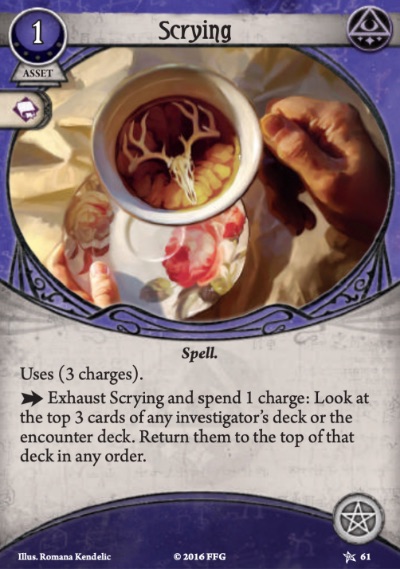 Scrying
1
ASSET
Spell.
Uses (3 charges).
Exhaust Scrying and spend 1 charge: Look at
the top 3 cards of any investigator's deck or the
encounter deck. Return them to the top of that
deck in any order.
Illus. Romana Kendelic
© 2016 FFG
61